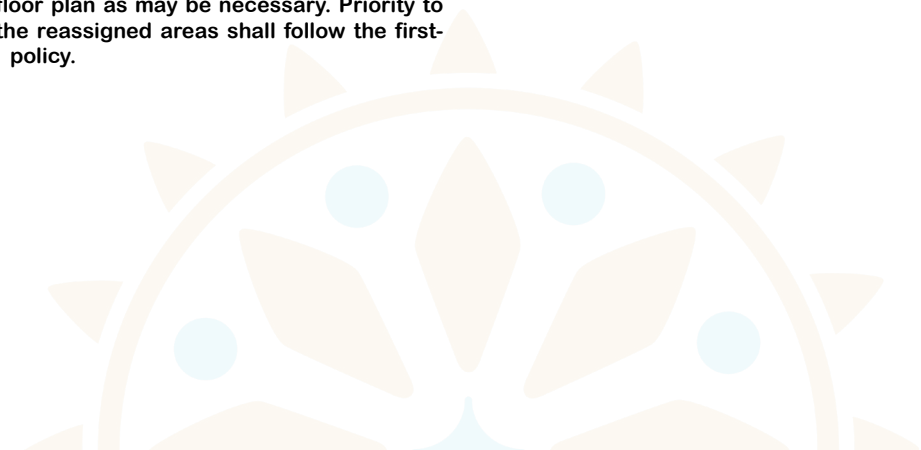 floor plan as may be necessary. Priority to
the reassigned areas shall follow the first-
policy.